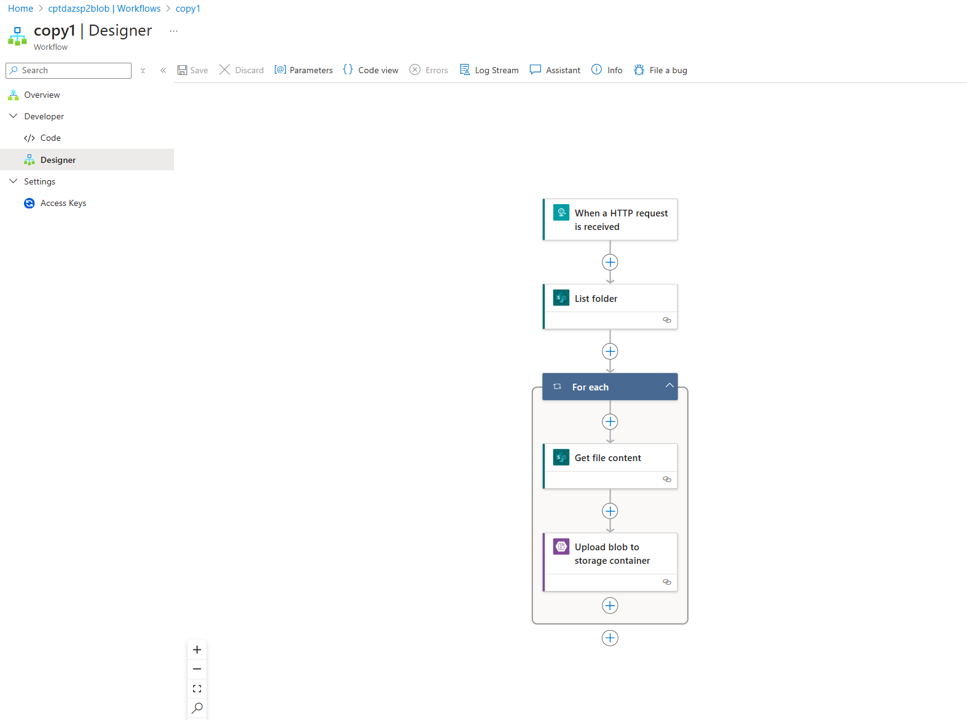 Home > cptdazsp2blob | Workflows > copy1
copy1 | Designer ...
Workflow
Search
Save Discard Parameters Code view Errors Log Stream Assistant Info File a bug
Overview
Developer
Code
Designer
Settings
Access Keys
When a HTTP request
is received
List folder
For each
Get file content
Upload blob to
storage container